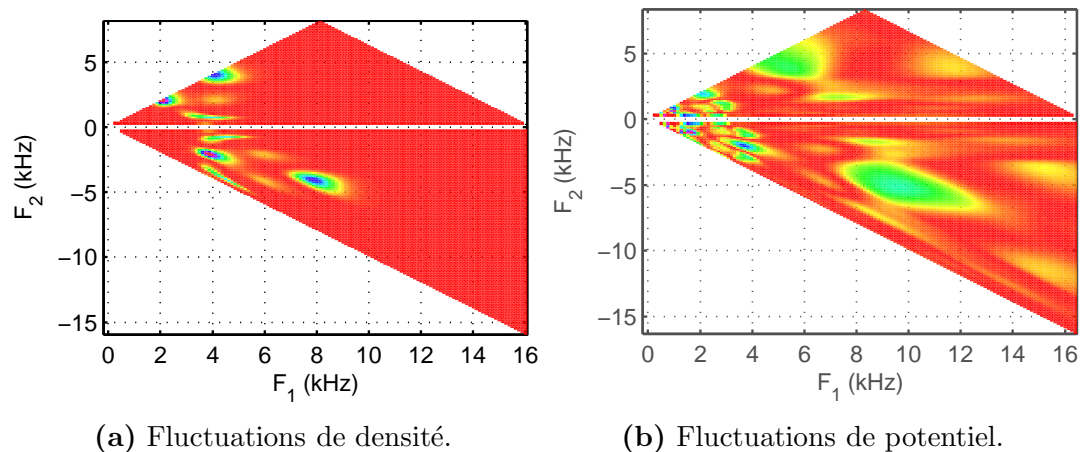 5
0
−5
−10
−15
F2 (kHz)
0 2 4 6 8 10 12 14 16
F1 (kHz)
(a) Fluctuations de densité.
5
0
−5
−10
−15
F2 (kHz)
0 2 4 6 8 10 12 14 16
F1 (kHz)
(b) Fluctuations de potentiel.